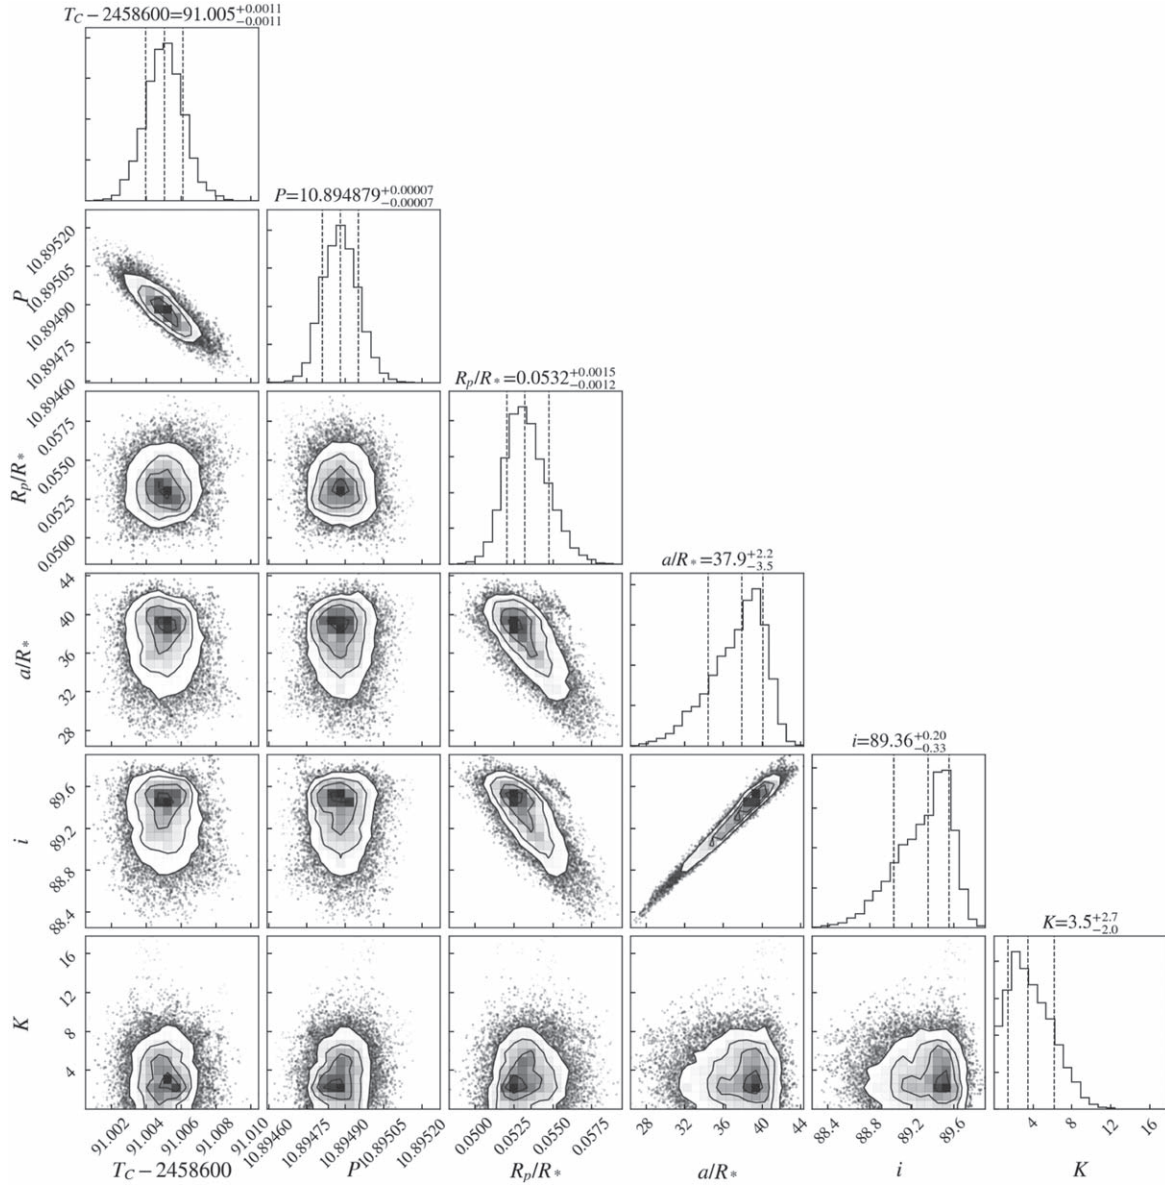 T_C − 2458600=91.005^{+0.0011}_{−0.0011}
P=10.894879^{+0.00007}_{−0.00007}
10.89520
10.89505
10.89490
10.89475
10.89460
P
R_p/R_*=0.0532^{+0.0015}_{−0.0012}
0.0575
0.0550
0.0525
0.0500
R_p/R_*
a/R_*=37.9^{+2.2}_{−3.5}
44
40
36
32
28
a/R_*
i=89.36^{+0.20}_{−0.33}
89.6
89.2
88.8
88.4
i
K=3.5^{+2.7}_{−2.0}
16
12
8
4
K
91.002 91.004 91.006 91.008 91.010 10.89460 10.89475 10.89490 10.89505 10.89520 0.0500 0.0525 0.0550 0.0575 28 32 36 40 44 88.4 88.8 89.2 89.6 4 8 12 16
T_C − 2458600 P R_p/R_* a/R_* i K